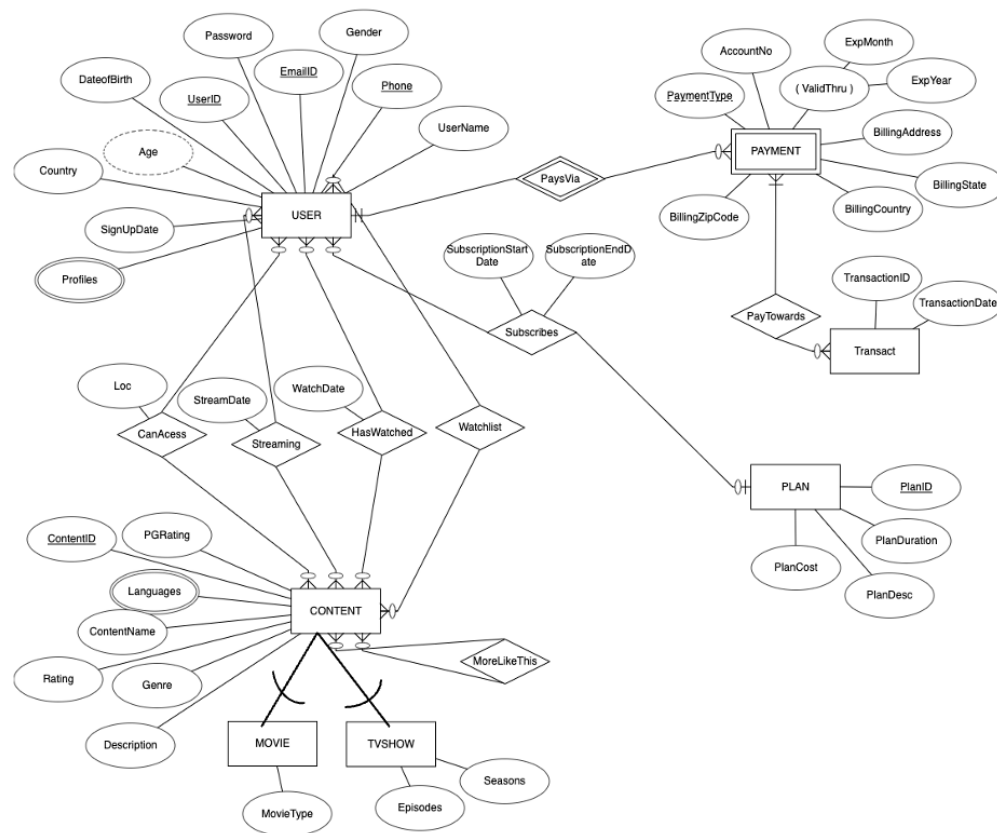 Gender
Password
EmailID
DateofBirth
UserID
Phone
Age
UserName
Country
USER
SignUpDate
Profiles
PaysVia
AccountNo
ExpMonth
PaymentType
( ValidThru )
ExpYear
PAYMENT
BillingAddress
BillingState
BillingZipCode
BillingCountry
SubscriptionStart
Date
SubscriptionEndD
ate
Subscribes
TransactionID
TransactionDate
PayTowards
Transact
Loc
StreamDate
WatchDate
CanAcess
Streaming
HasWatched
Watchlist
PLAN
PlanID
PlanDuration
PlanCost
PlanDesc
ContentID
PGRating
Languages
CONTENT
ContentName
Rating
Genre
MoreLikeThis
Description
MOVIE
TVSHOW
Seasons
MovieType
Episodes